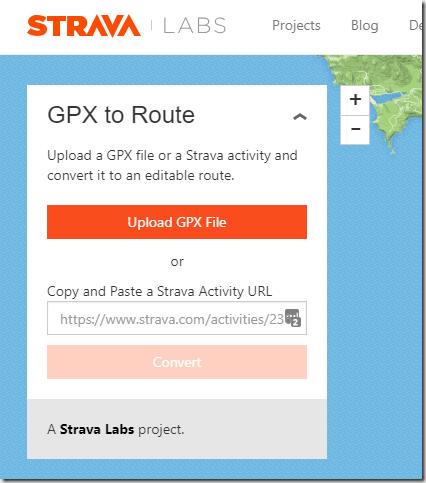 STRAVA | LABS
Projects
Blog
De
GPX to Route
+
−
Upload a GPX file or a Strava activity and
convert it to an editable route.
Upload GPX File
or
Copy and Paste a Strava Activity URL
https://www.strava.com/activities/23
2
Convert
A Strava Labs project.